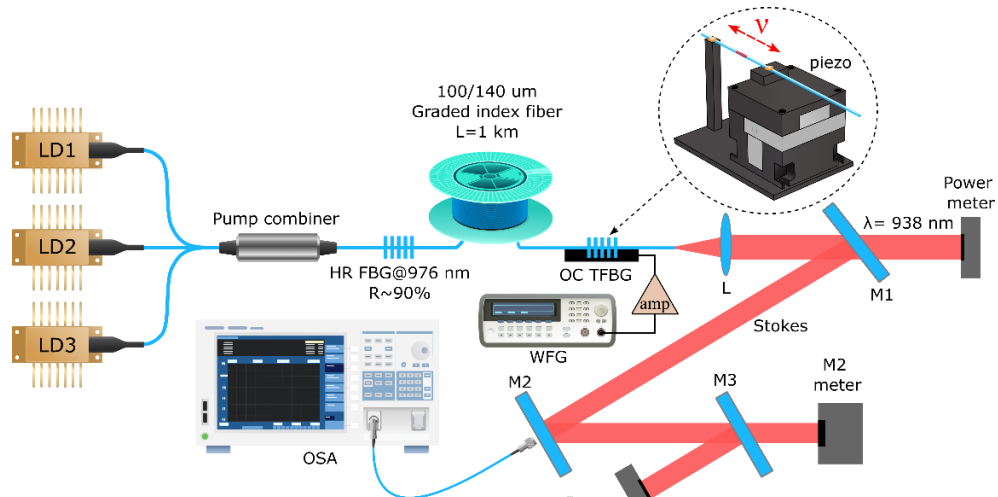 ν
piezo
100/140 um
Graded index fiber
L=1 km
LD1
Pump combiner
LD2
HR FBG@976 nm
R~90%
OC TFBG
amp
WFG
L
λ= 938 nm
Power
meter
M1
Stokes
LD3
OSA
M2
M3
M2
meter